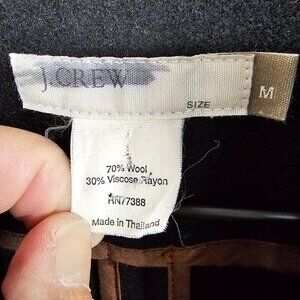 J.CREW
SIZE
M
70% Wool
30% Viscose Rayon
RN77388
Made in Thailand